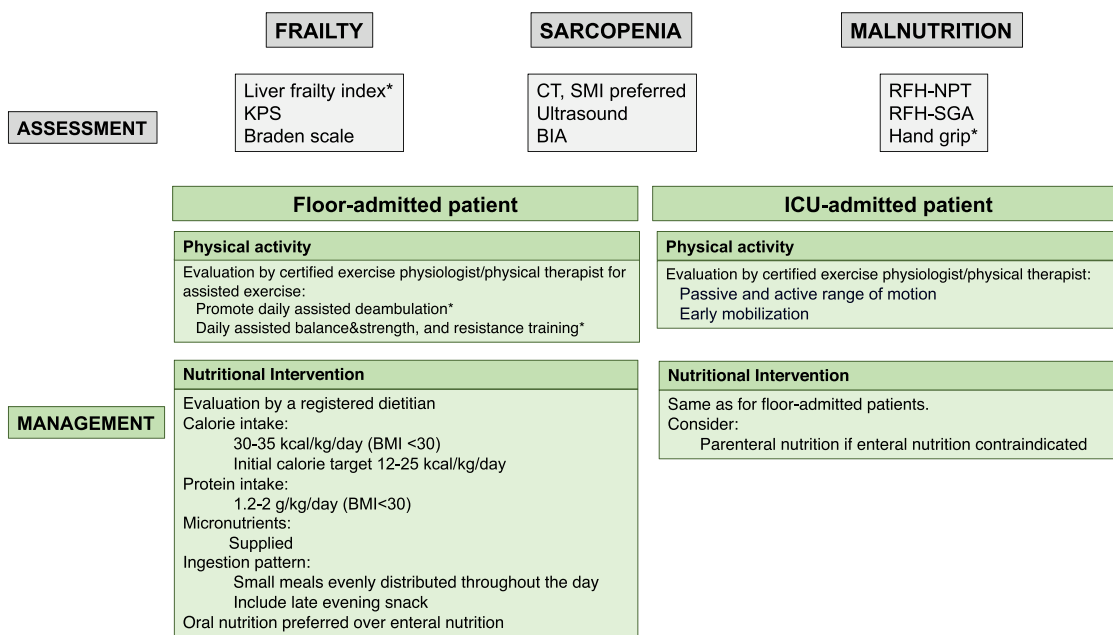 FRAILTY
SARCOPENIA
MALNUTRITION
ASSESSMENT
Liver frailty index*
KPS
Braden scale
CT, SMI preferred
Ultrasound
BIA
RFH-NPT
RFH-SGA
Hand grip*
MANAGEMENT
Floor-admitted patient
Physical activity
Evaluation by certified exercise physiologist/physical therapist for
assisted exercise:
Promote daily assisted deambulation*
Daily assisted balance&strength, and resistance training*
Nutritional Intervention
Evaluation by a registered dietitian
Calorie intake:
30-35 kcal/kg/day (BMI <30)
Initial calorie target 12-25 kcal/kg/day
Protein intake:
1.2-2 g/kg/day (BMI<30)
Micronutrients:
Supplied
Ingestion pattern:
Small meals evenly distributed throughout the day
Include late evening snack
Oral nutrition preferred over enteral nutrition
ICU-admitted patient
Physical activity
Evaluation by certified exercise physiologist/physical therapist:
Passive and active range of motion
Early mobilization
Nutritional Intervention
Same as for floor-admitted patients.
Consider:
Parenteral nutrition if enteral nutrition contraindicated